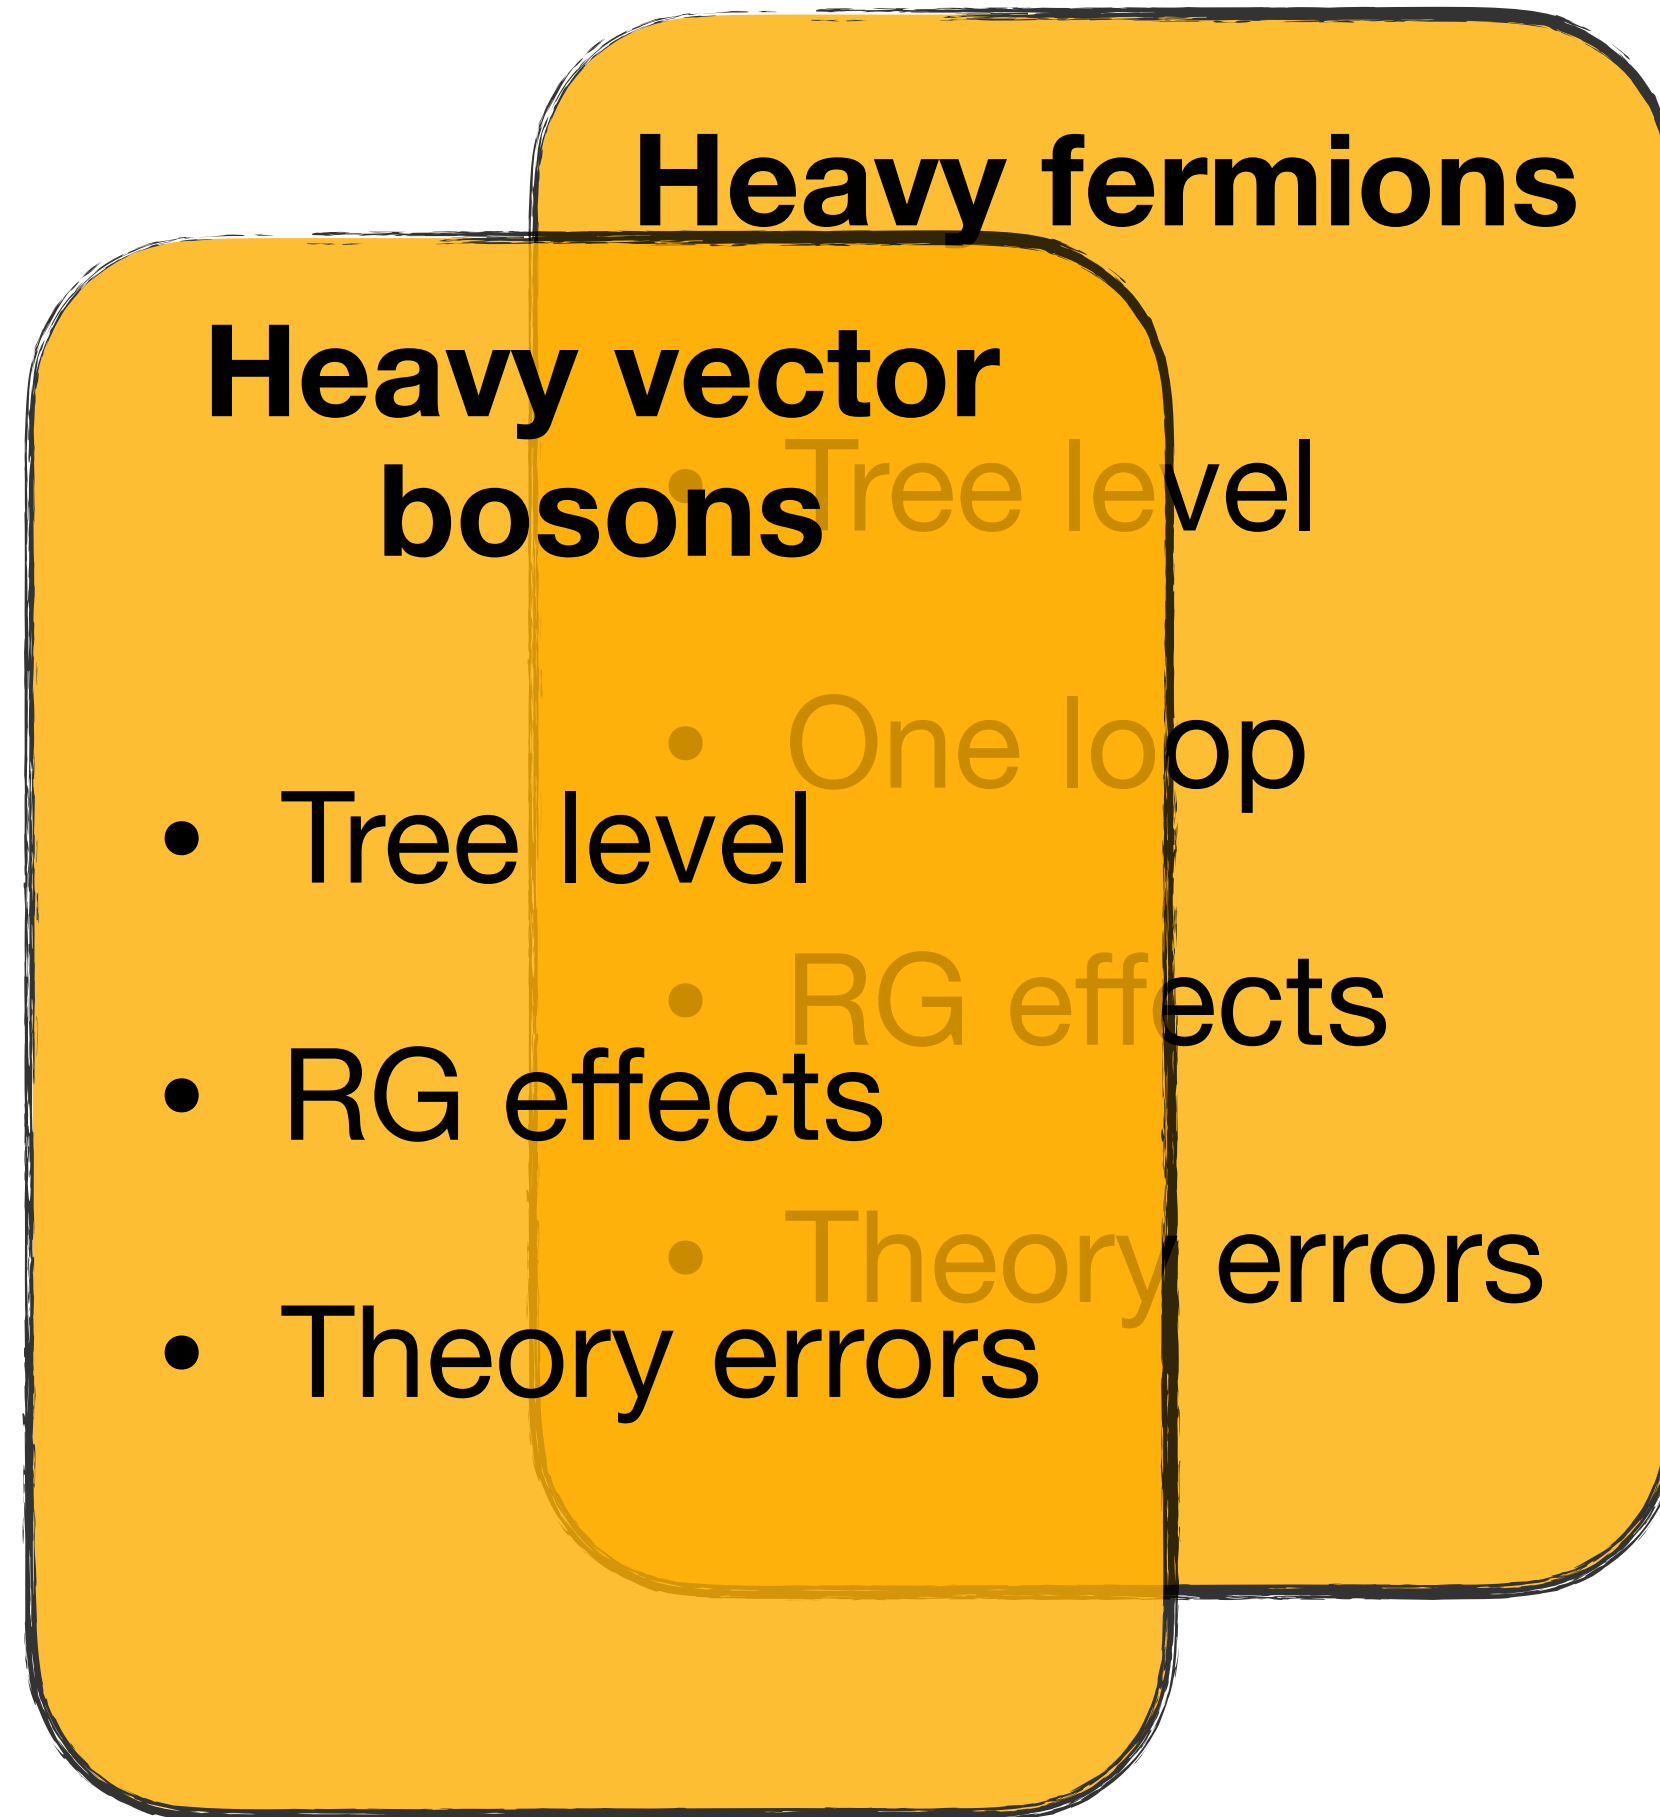 Heavy fermions
• Tree level
• One loop
• RG effects
• Theory errors
Heavy vector
bosons
• Tree level
• RG effects
• Theory errors